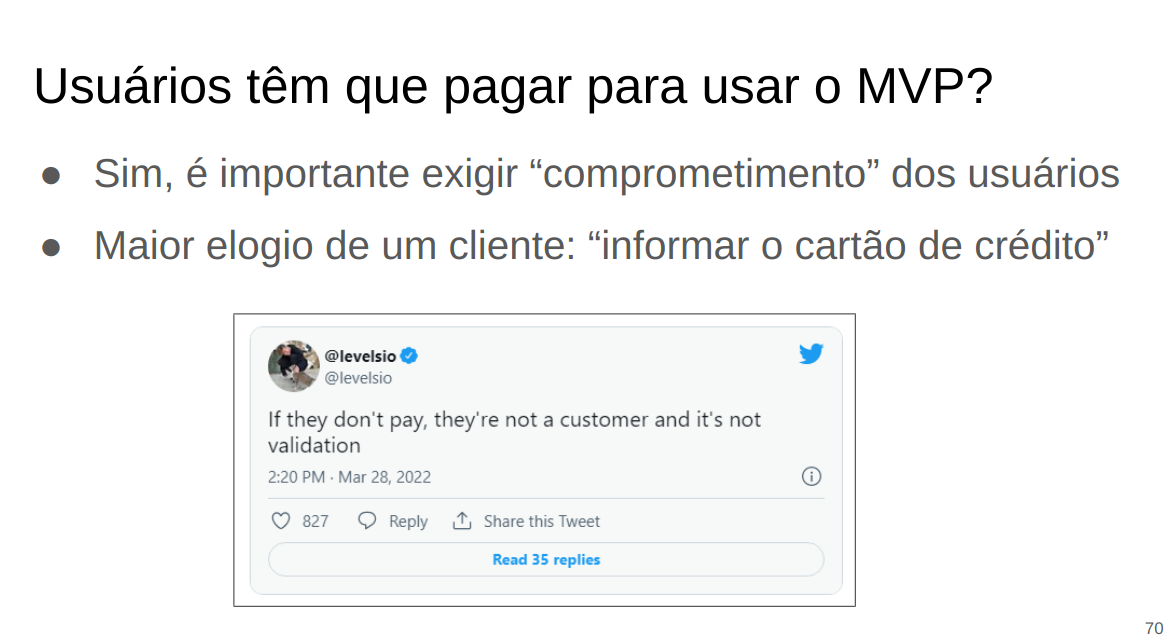 Usuários têm que pagar para usar o MVP?
● Sim, é importante exigir “comprometimento” dos usuários
● Maior elogio de um cliente: “informar o cartão de crédito”
@levelsio
@levelsio
If they don't pay, they're not a customer and it's not
validation
2:20 PM · Mar 28, 2022
827 Reply Share this Tweet
Read 35 replies
70